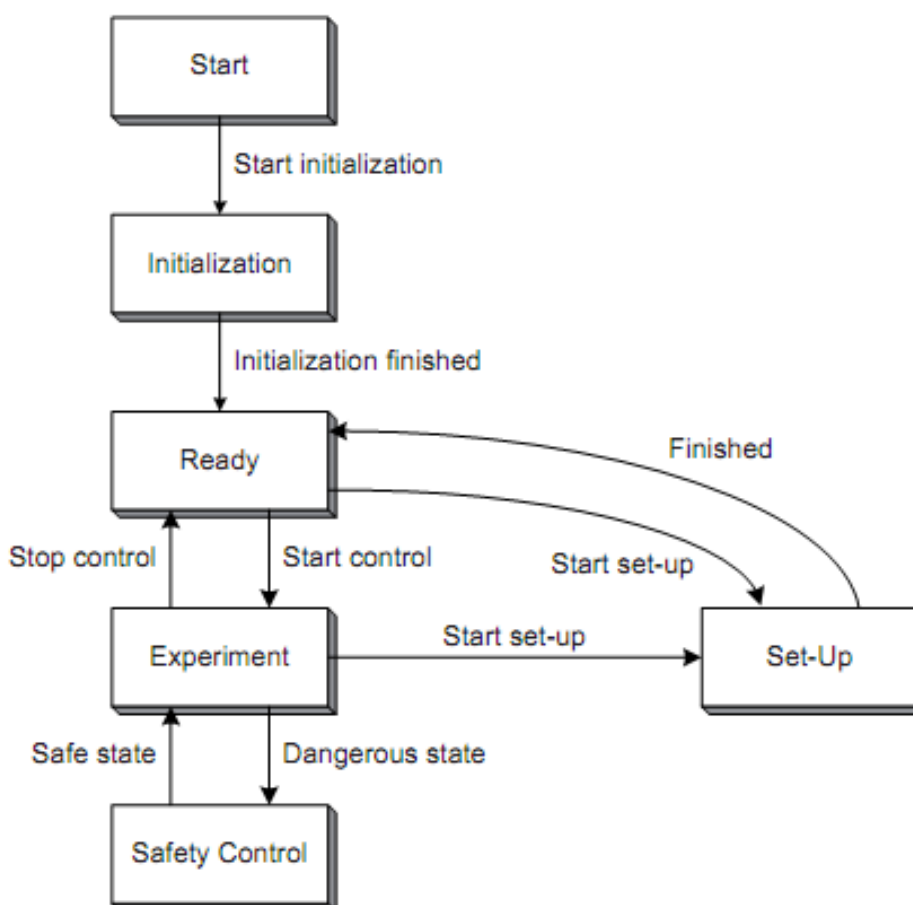 Start
Start initialization
Initialization
Initialization finished
Ready
Finished
Stop control
Start control
Start set-up
Experiment
Start set-up
Set-Up
Safe state
Dangerous state
Safety Control